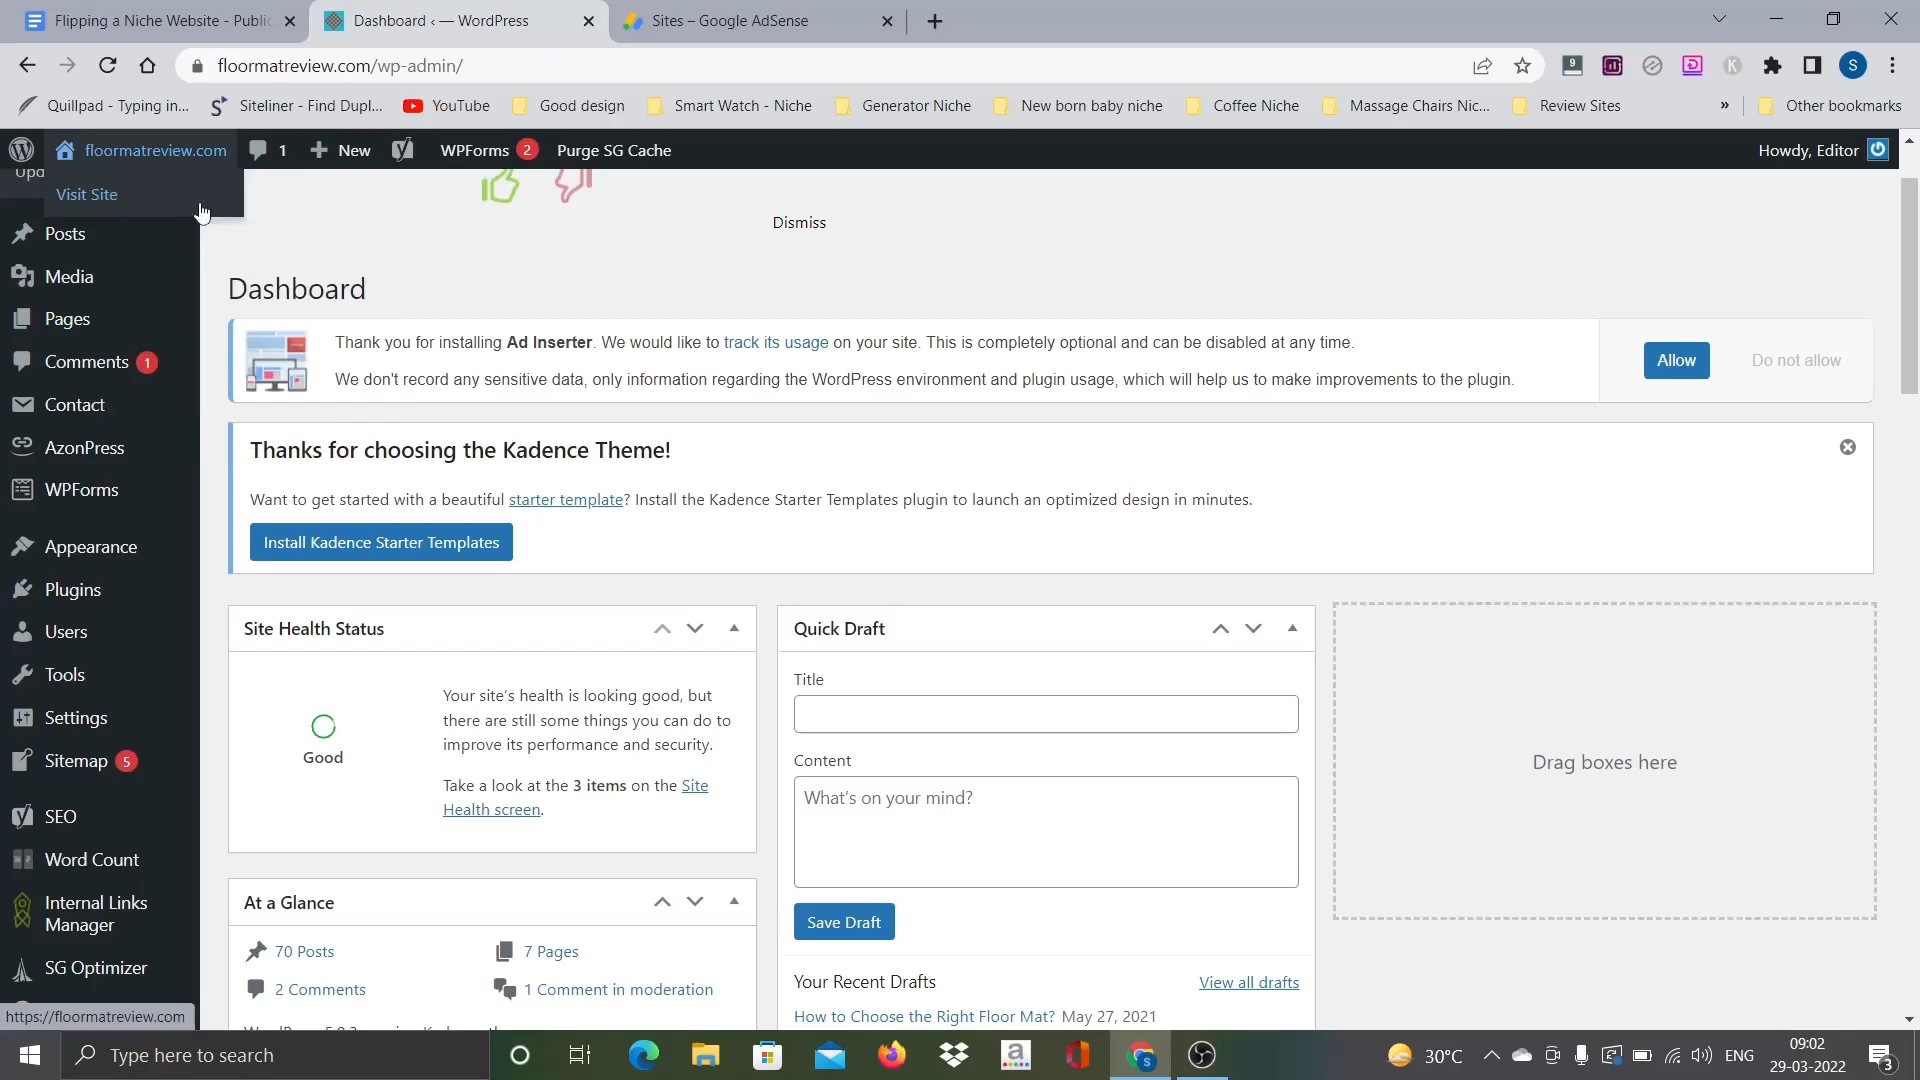 Flipping a Niche Website - Public
Dashboard ‹ — WordPress
Sites – Google AdSense
floormatreview.com/wp-admin/
9
S
Quillpad - Typing in...
Siteliner - Find Dupl...
YouTube
Good design
Smart Watch - Niche
Generator Niche
New born baby niche
Coffee Niche
Massage Chairs Nic...
Review Sites
»
Other bookmarks
floormatreview.com
1
New
WPForms 2
Purge SG Cache
Howdy, Editor
Visit Site
Dismiss
Posts
Media
Pages
Comments 1
Contact
AzonPress
WPForms
Appearance
Plugins
Users
Tools
Settings
Sitemap 5
SEO
Word Count
Internal Links
Manager
SG Optimizer
https://floormatreview.com
Dashboard
Thank you for installing Ad Inserter. We would like to track its usage on your site. This is completely optional and can be disabled at any time.
We don't record any sensitive data, only information regarding the WordPress environment and plugin usage, which will help us to make improvements to the plugin.
Allow
Do not allow
Thanks for choosing the Kadence Theme!
Want to get started with a beautiful starter template? Install the Kadence Starter Templates plugin to launch an optimized design in minutes.
Install Kadence Starter Templates
Site Health Status
Good
Your site's health is looking good, but
there are still some things you can do to
improve its performance and security.
Take a look at the 3 items on the Site
Health screen.
At a Glance
70 Posts
7 Pages
2 Comments
1 Comment in moderation
Quick Draft
Title
Content
What's on your mind?
Save Draft
Your Recent Drafts
View all drafts
How to Choose the Right Floor Mat? May 27, 2021
Drag boxes here
Type here to search
30°C
ENG
09:02
29-03-2022
3